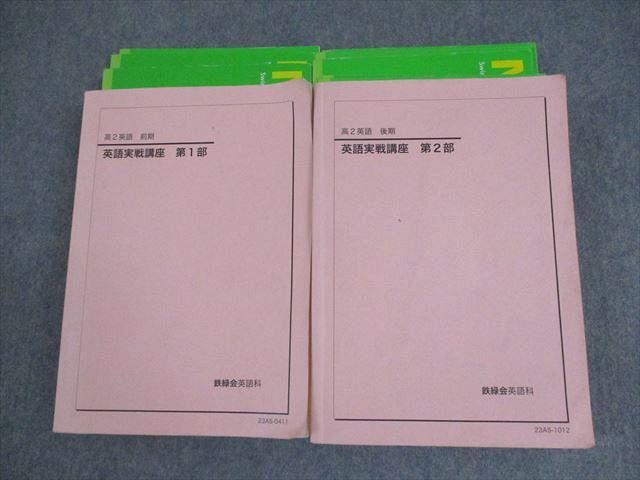 高2英語 前期
英語実戦講座 第1部
鉄緑会英語科
23A5-0411
高2英語 後期
英語実戦講座 第2部
鉄緑会英語科
23A5-1012